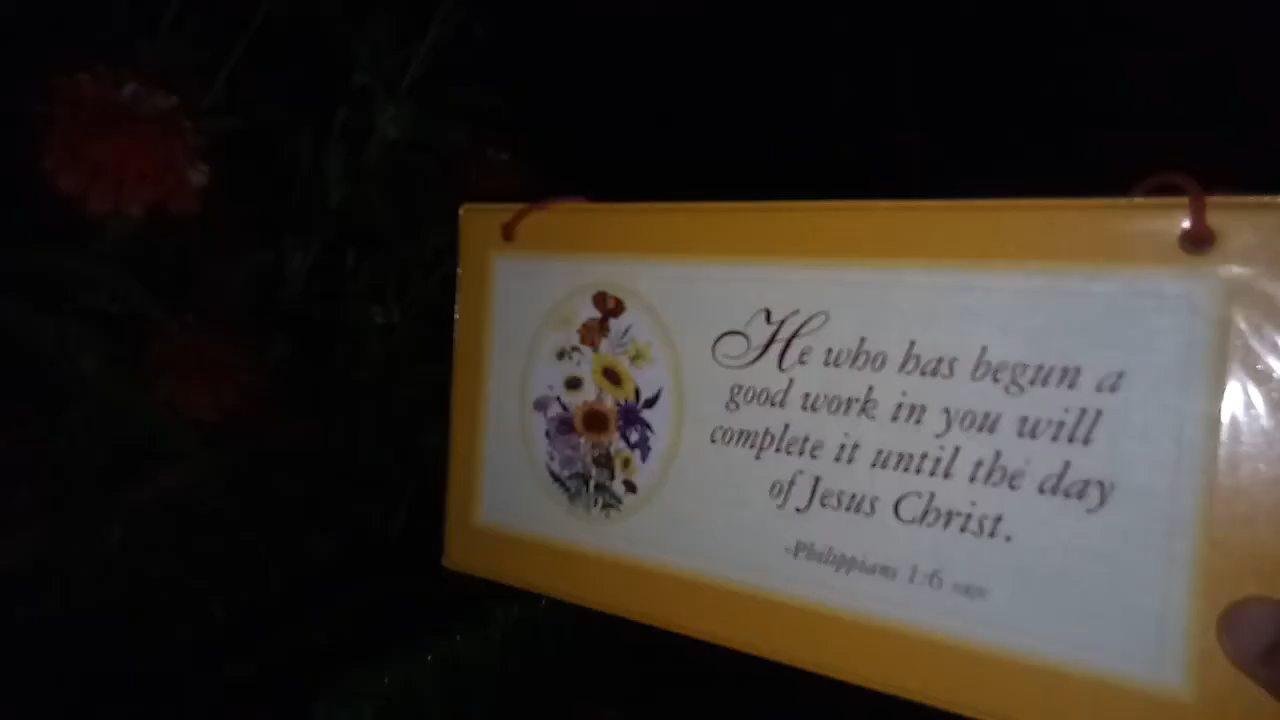 He who has begun a
good work in you will
complete it until the day
of Jesus Christ.
-Philippians 1:6